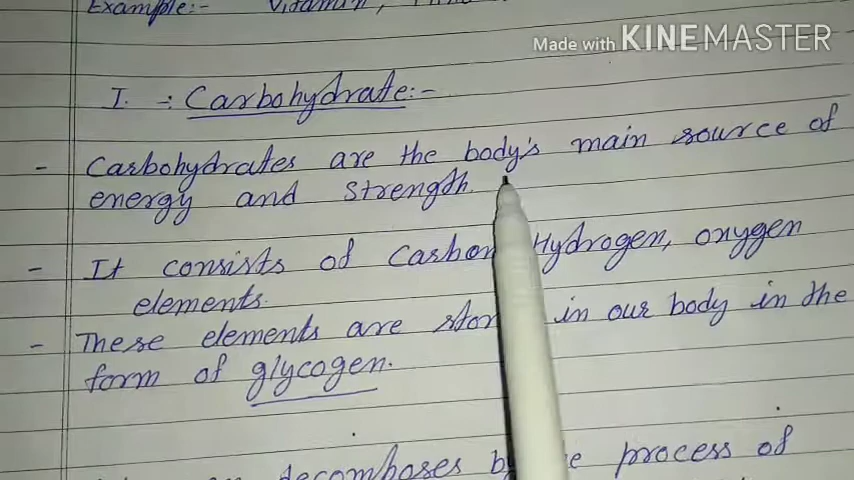 Example:- Vitamin,
Made with KINEMASTER
I. -: Carbohydrate:-
- Carbohydrates are the body's main source of
energy and strength.
- It consists of Carbon Hydrogen, oxygen
elements.
- These elements are in our body in the
form of glycogen.
decomposes process of